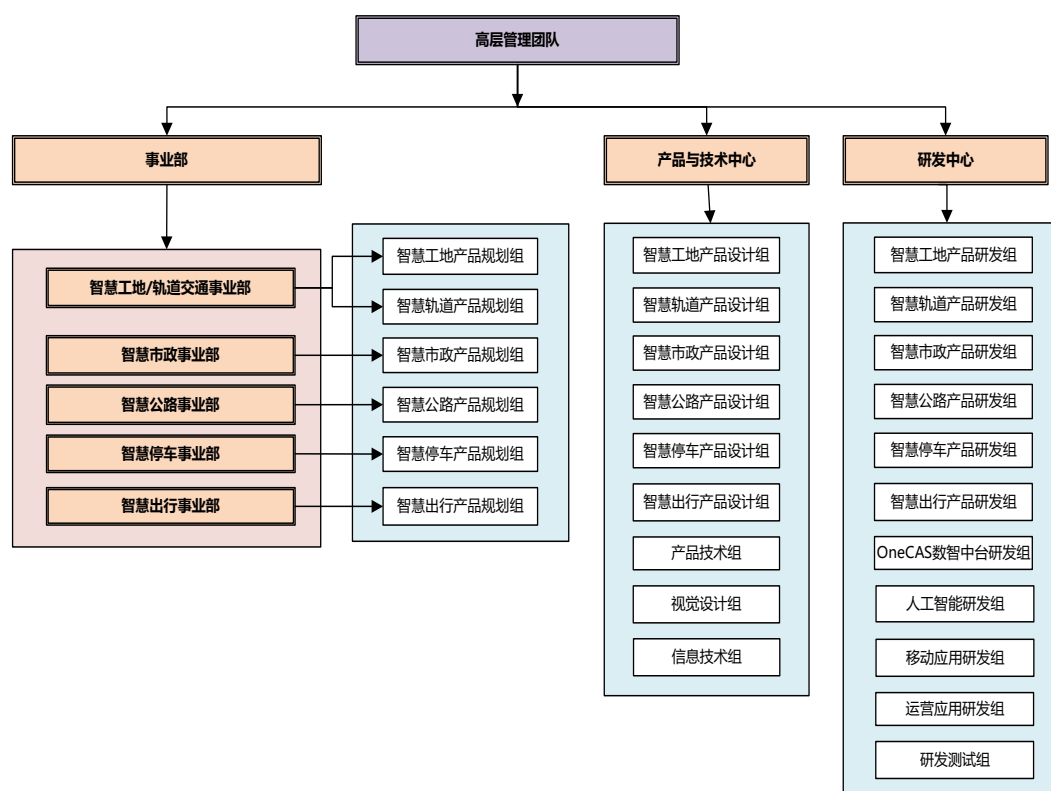 高层管理团队
事业部
产品与技术中心
研发中心
智慧工地/轨道交通事业部
智慧市政事业部
智慧公路事业部
智慧停车事业部
智慧出行事业部
智慧工地产品规划组
智慧轨道产品规划组
智慧市政产品规划组
智慧公路产品规划组
智慧停车产品规划组
智慧出行产品规划组
智慧工地产品设计组
智慧轨道产品设计组
智慧市政产品设计组
智慧公路产品设计组
智慧停车产品设计组
智慧出行产品设计组
产品技术组
视觉设计组
信息技术组
智慧工地产品研发组
智慧轨道产品研发组
智慧市政产品研发组
智慧公路产品研发组
智慧停车产品研发组
智慧出行产品研发组
OneCAS数智中台研发组
人工智能研发组
移动应用研发组
运营应用研发组
研发测试组